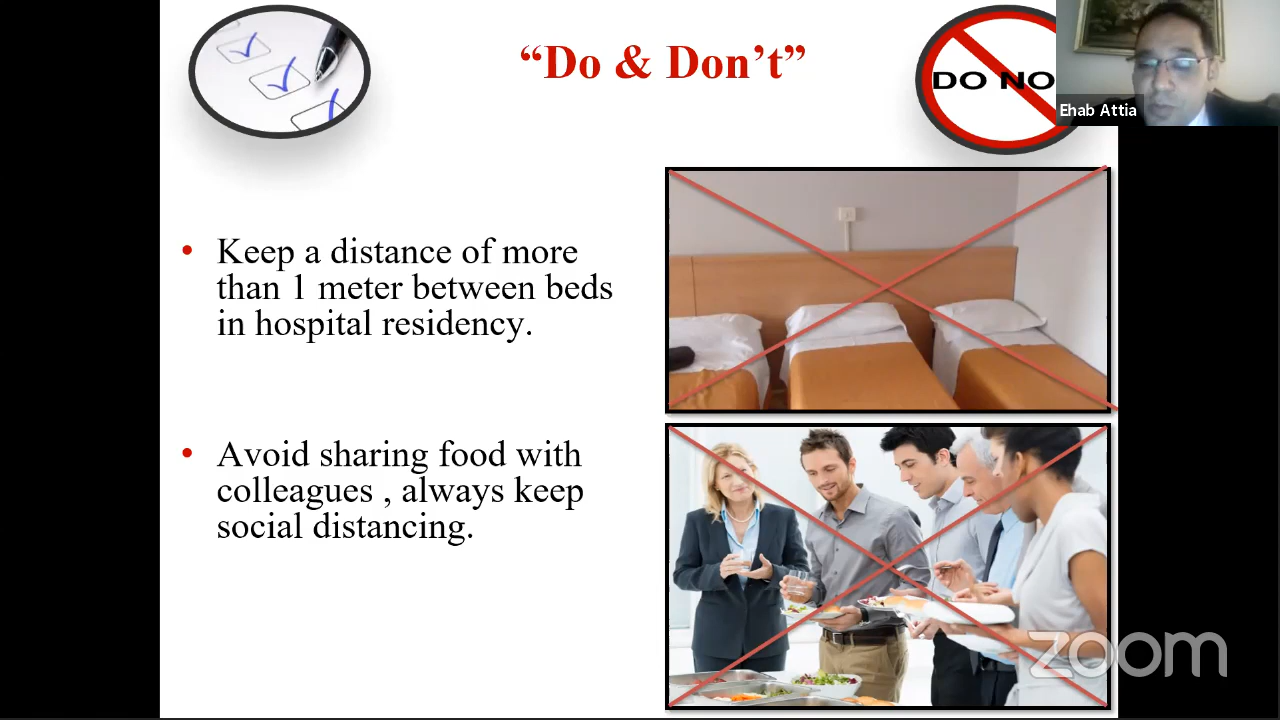 “Do & Don’t”
DO NO
Ehab Attia
• Keep a distance of more
than 1 meter between beds
in hospital residency.
• Avoid sharing food with
colleagues , always keep
social distancing.
zoom